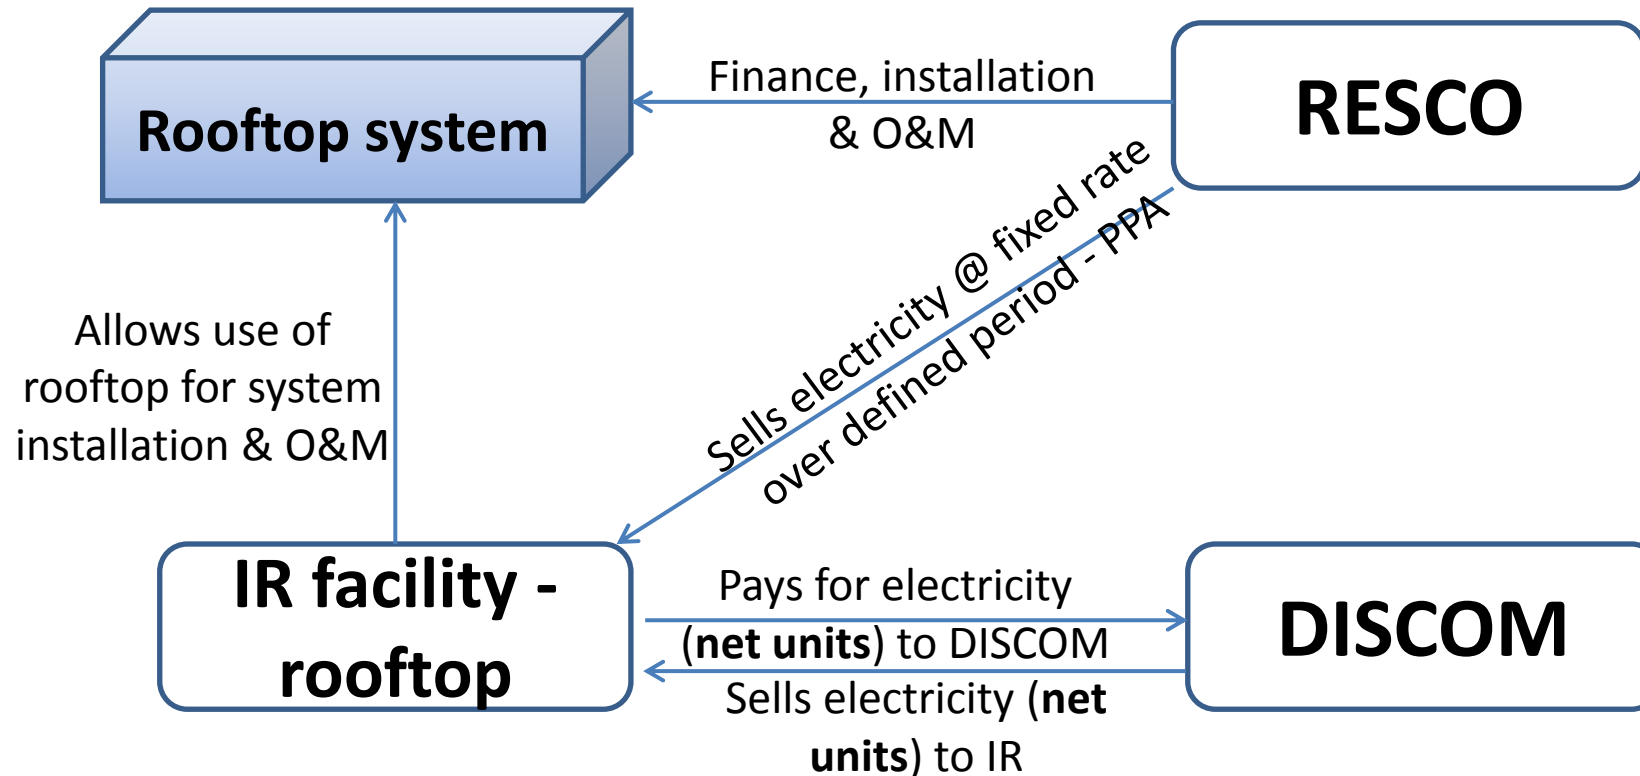 Rooftop system
Finance, installation
& O&M
RESCO
Sells electricity @ fixed rate
over defined period - PPA
Allows use of
rooftop for system
installation & O&M
IR facility -
rooftop
Pays for electricity
(net units) to DISCOM
Sells electricity (net
units) to IR
DISCOM